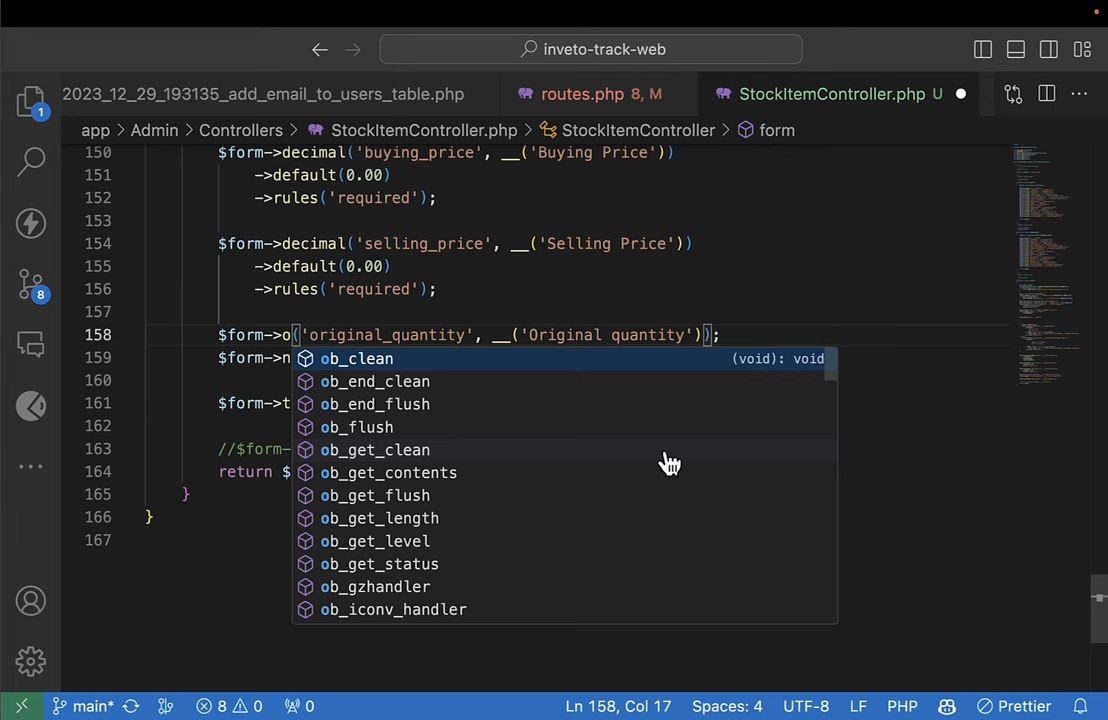 inveto-track-web
2023_12_29_193135_add_email_to_users_table.php routes.php 8, M StockItemController.php U
app > Admin > Controllers > StockItemController.php > StockItemController > form
150 $form->decimal('buying_price', __('Buying Price'))
151 ->default(0.00)
152 ->rules('required');
153
154 $form->decimal('selling_price', __('Selling Price'))
155 ->default(0.00)
156 ->rules('required');
157
158 $form->o('original_quantity', __('Original quantity'));
159 $form->n
160
161 $form->t
162
163 //$form-
164 return $
165 }
166 }
167
ob_clean (void): void
ob_end_clean
ob_end_flush
ob_flush
ob_get_clean
ob_get_contents
ob_get_flush
ob_get_length
ob_get_level
ob_get_status
ob_gzhandler
ob_iconv_handler
1
8
main* 8 0 0 Ln 158, Col 17 Spaces: 4 UTF-8 LF PHP Prettier